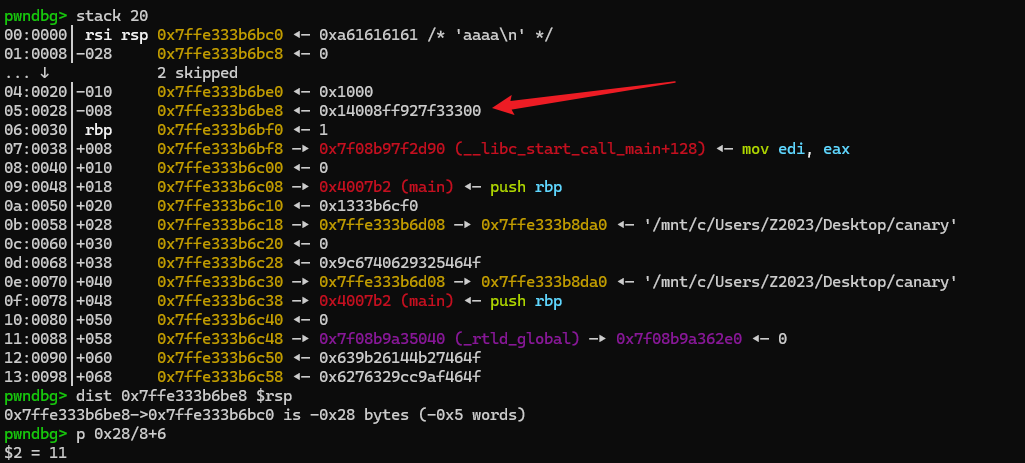 pwndbg> stack 20
00:0000│ rsi rsp 0x7ffe333b6bc0 ◂— 0xa61616161 /* 'aaaa\n' */
01:0008│-028     0x7ffe333b6bc8 ◂— 0
... ↓            2 skipped
04:0020│-010     0x7ffe333b6be0 ◂— 0x1000
05:0028│-008     0x7ffe333b6be8 ◂— 0x14008ff927f33300
06:0030│ rbp     0x7ffe333b6bf0 ◂— 1
07:0038│+008     0x7ffe333b6bf8 —▸ 0x7f08b97f2d90 (__libc_start_call_main+128) ◂— mov edi, eax
08:0040│+010     0x7ffe333b6c00 ◂— 0
09:0048│+018     0x7ffe333b6c08 —▸ 0x4007b2 (main) ◂— push rbp
0a:0050│+020     0x7ffe333b6c10 ◂— 0x1333b6cf0
0b:0058│+028     0x7ffe333b6c18 —▸ 0x7ffe333b6d08 —▸ 0x7ffe333b8da0 ◂— '/mnt/c/Users/Z2023/Desktop/canary'
0c:0060│+030     0x7ffe333b6c20 ◂— 0
0d:0068│+038     0x7ffe333b6c28 ◂— 0x9c6740629325464f
0e:0070│+040     0x7ffe333b6c30 —▸ 0x7ffe333b6d08 —▸ 0x7ffe333b8da0 ◂— '/mnt/c/Users/Z2023/Desktop/canary'
0f:0078│+048     0x7ffe333b6c38 —▸ 0x4007b2 (main) ◂— push rbp
10:0080│+050     0x7ffe333b6c40 ◂— 0
11:0088│+058     0x7ffe333b6c48 —▸ 0x7f08b9a35040 (_rtld_global) —▸ 0x7f08b9a362e0 ◂— 0
12:0090│+060     0x7ffe333b6c50 ◂— 0x639b26144b27464f
13:0098│+068     0x7ffe333b6c58 ◂— 0x6276329cc9af464f
pwndbg> dist 0x7ffe333b6be8 $rsp
0x7ffe333b6be8->0x7ffe333b6bc0 is -0x28 bytes (-0x5 words)
pwndbg> p 0x28/8+6
$2 = 11